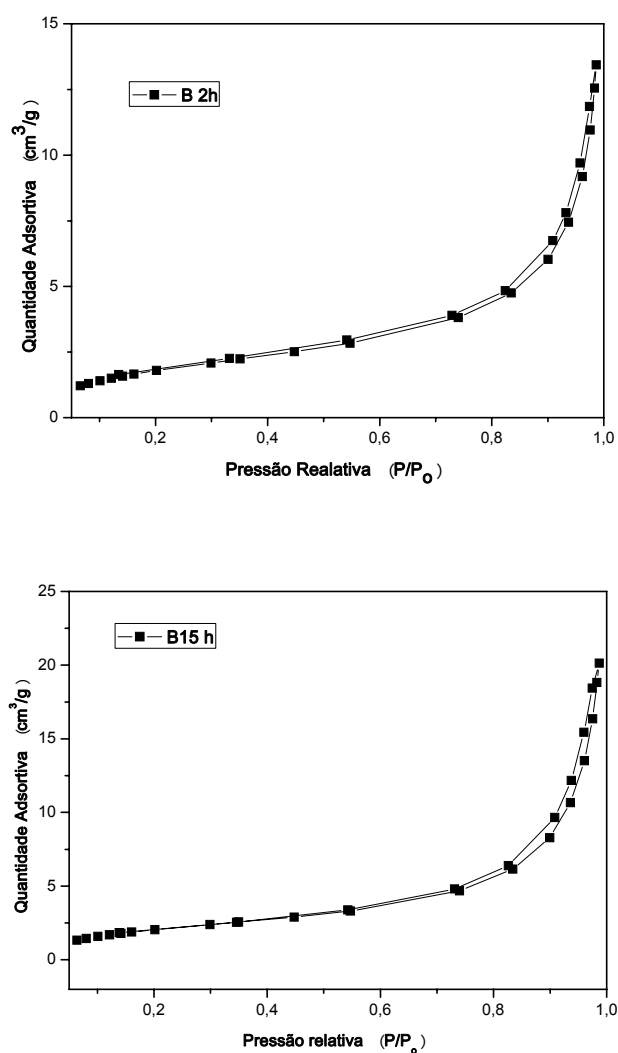 15
B 2h
10
5
0
Quantidade Adsortiva (cm³/g)
0,2 0,4 0,6 0,8 1,0
Pressão Realativa (P/P₀)
25
B15 h
20
15
10
5
0
Quantidade Adsortiva (cm³/g)
0,2 0,4 0,6 0,8 1,0
Pressão relativa (P/Pₒ)